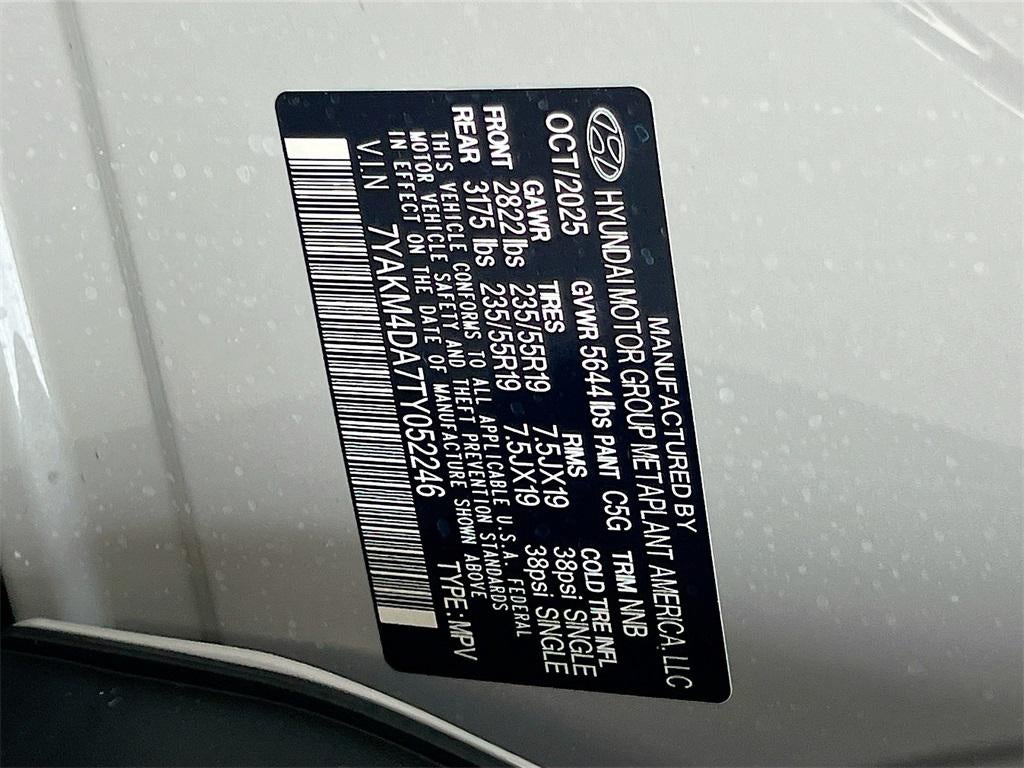 MANUFACTURED BY
HYUNDAI MOTOR GROUP METAPLANT AMERICA, LLC
OCT/2025 GVWR 5644 lbs PANT C5G TRIM NNB
GAWR TIRES RIMS COLD TIRE INFL
FRONT 2822 lbs 235/55R19 7.5JX19 38psi SINGLE
REAR 3175 lbs 235/55R19 7.5JX19 38psi SINGLE
THIS VEHICLE CONFORMS TO ALL APPLICABLE U.S.A. FEDERAL
MOTOR VEHICLE SAFETY AND THEFT PREVENTION STANDARDS
IN EFFECT ON THE DATE OF MANUFACTURE SHOWN ABOVE
V.I.N 7YAKM4DA7TY052246 TYPE: MPV